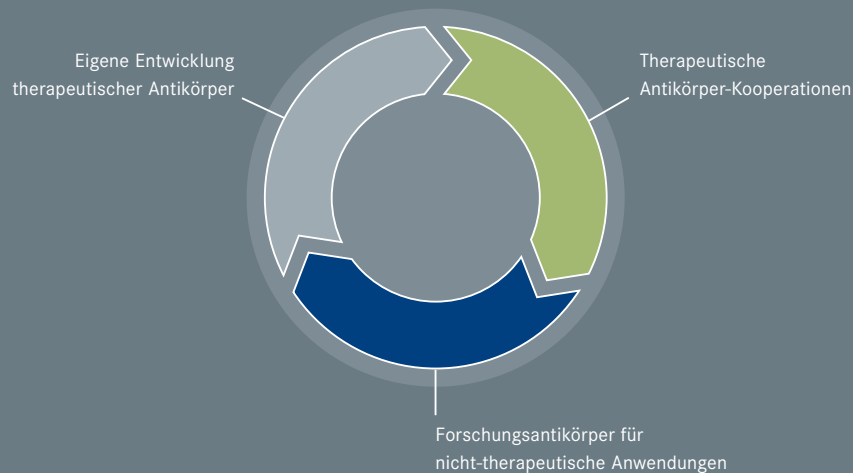 Eigene Entwicklung
therapeutischer Antikörper
Therapeutische
Antikörper-Kooperationen
Forschungsantikörper für
nicht-therapeutische Anwendungen